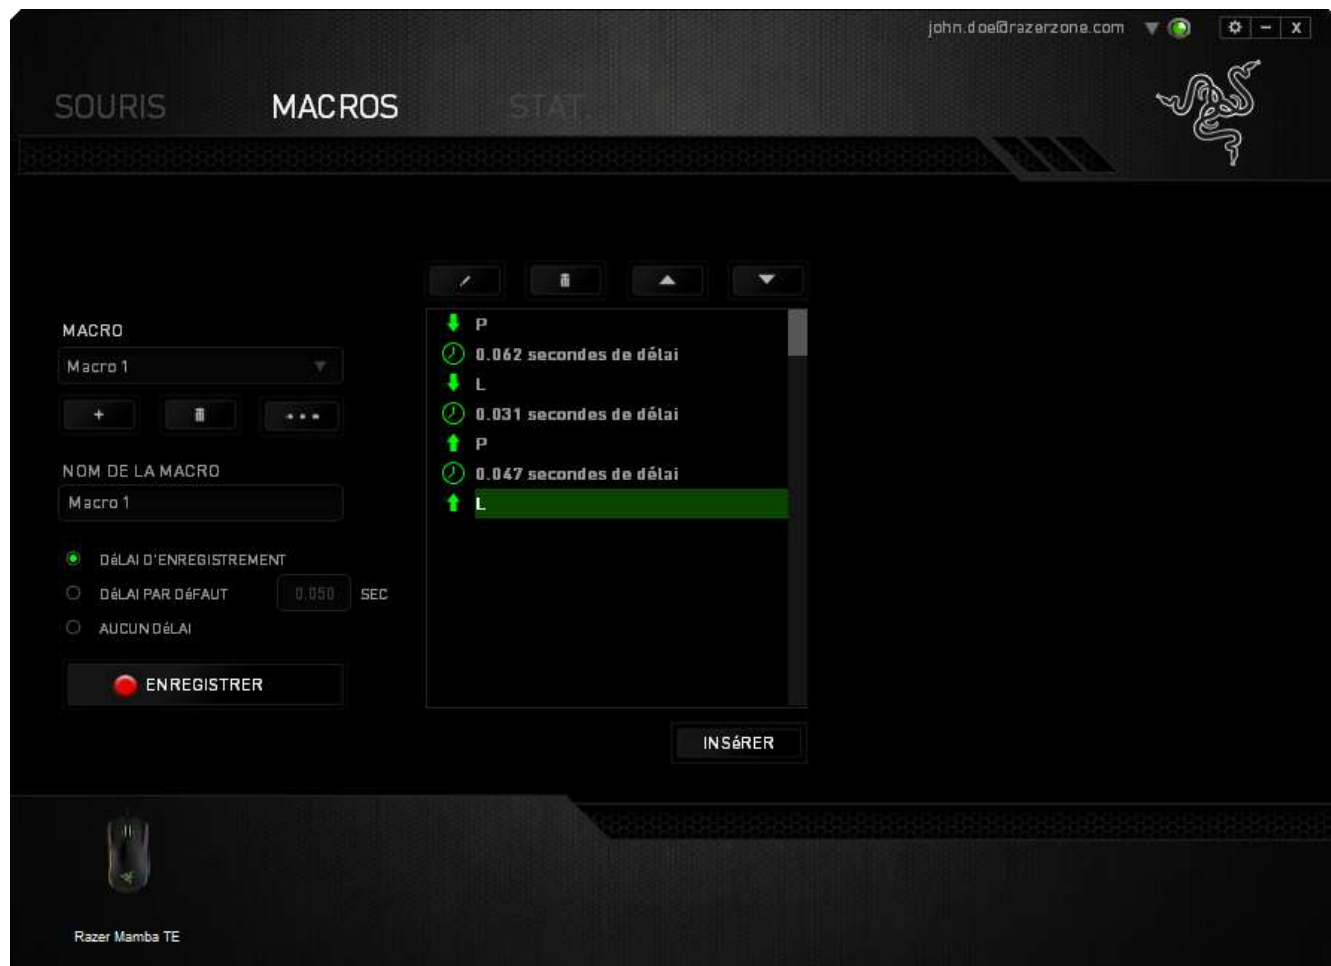 john.doe@razerzone.com
SOURIS MACROS STAT.
MACRO
Macro 1
NOM DE LA MACRO
Macro 1
DéLAI D'ENREGISTREMENT
DéLAI PAR DéFAUT 0.050 SEC
AUCUN DéLAI
ENREGISTRER
P
0.062 secondes de délai
L
0.031 secondes de délai
P
0.047 secondes de délai
L
INSéRER
Razer Mamba TE